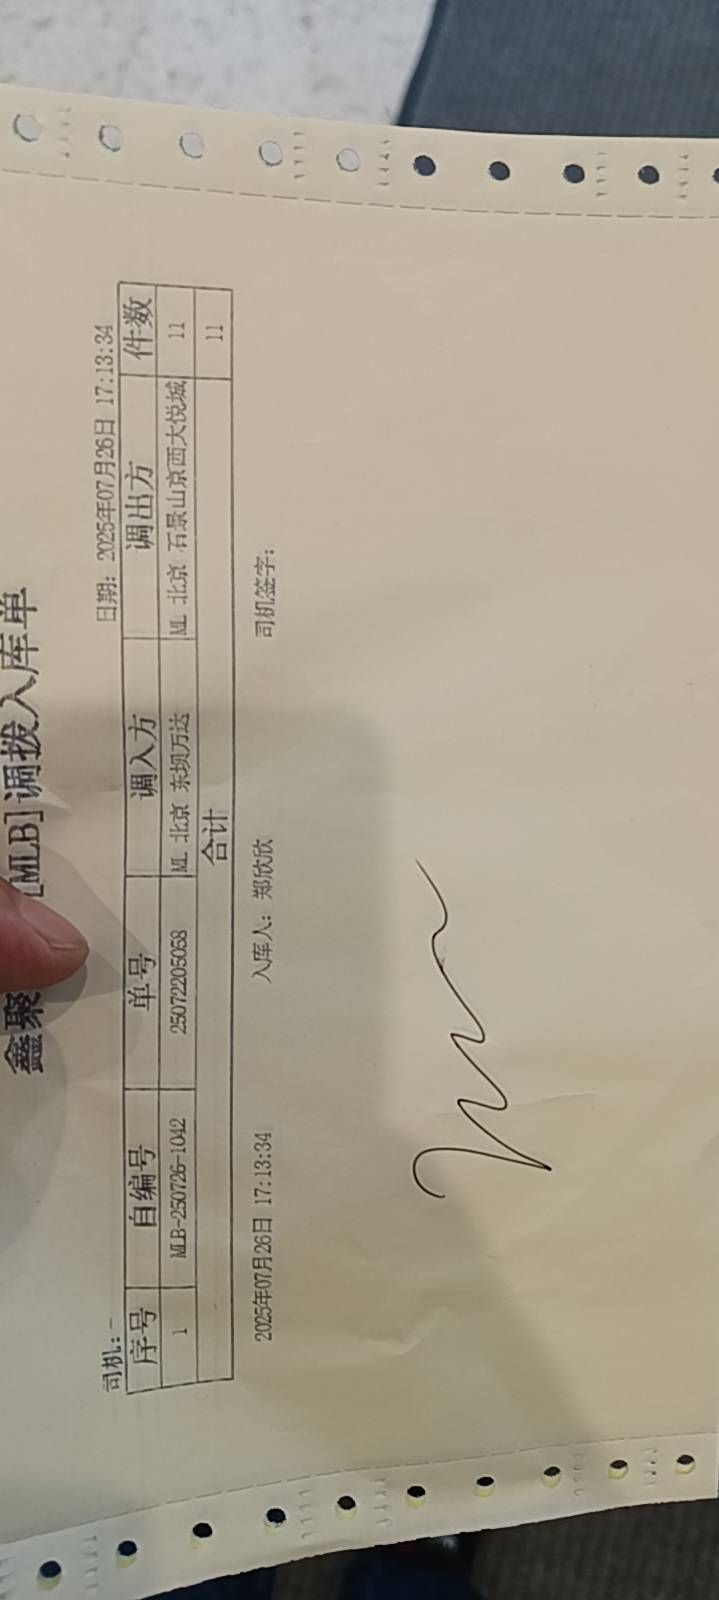 鑫聚 [MLB]调拨入库单
司机：- 日期：2025年07月26日 17:13:34
序号 自编号 单号 调入方 调出方 件数
1 MLB-250726-1042 25072205058 ML 北京 东坝万达 ML 北京 石景山京西大悦城 11
合计 11
2025年07月26日 17:13:34 入库人：郑欣欣 司机签字：